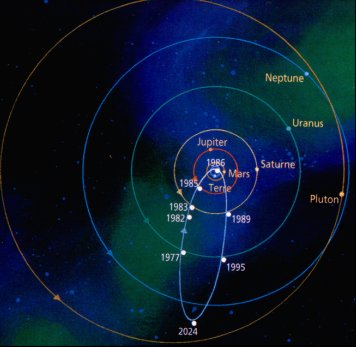 Neptune
Uranus
Jupiter
1986
Saturne
Mars
1985
Terre
Pluton
1983
1982
1989
1977
1995
2024